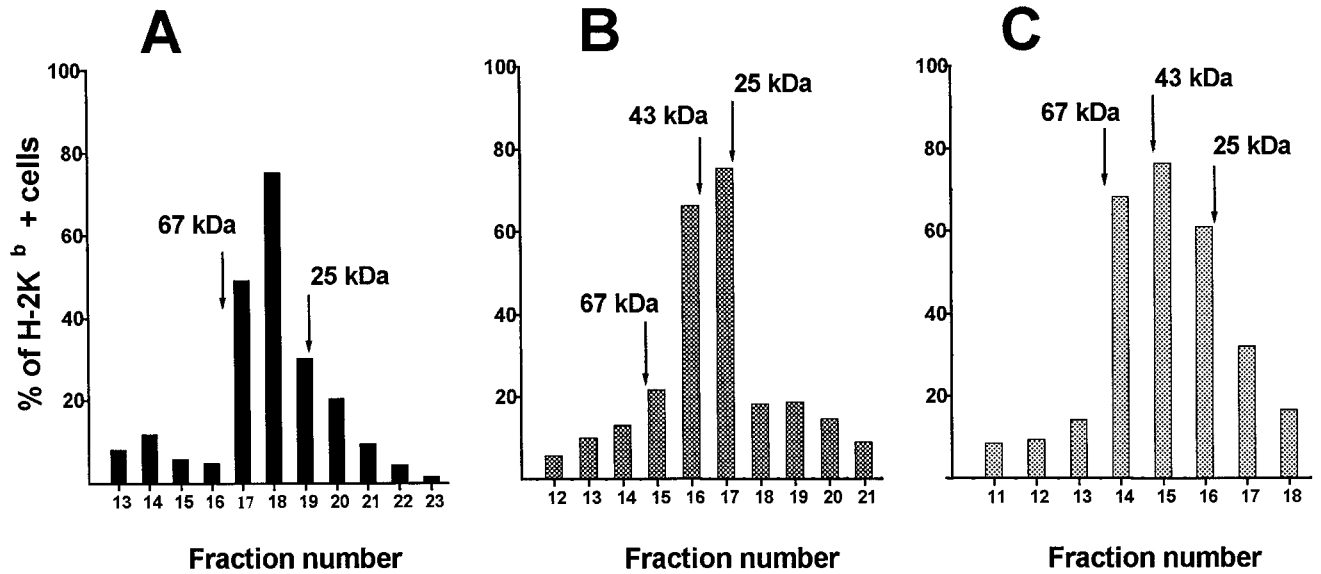 A
B
C
% of H-2K b + cells
100
80
60
40
20
67 kDa
25 kDa
13 14 15 16 17 18 19 20 21 22 23
Fraction number
100
80
60
40
20
67 kDa
43 kDa
25 kDa
12 13 14 15 16 17 18 19 20 21
Fraction number
100
80
60
40
20
67 kDa
43 kDa
25 kDa
11 12 13 14 15 16 17 18
Fraction number